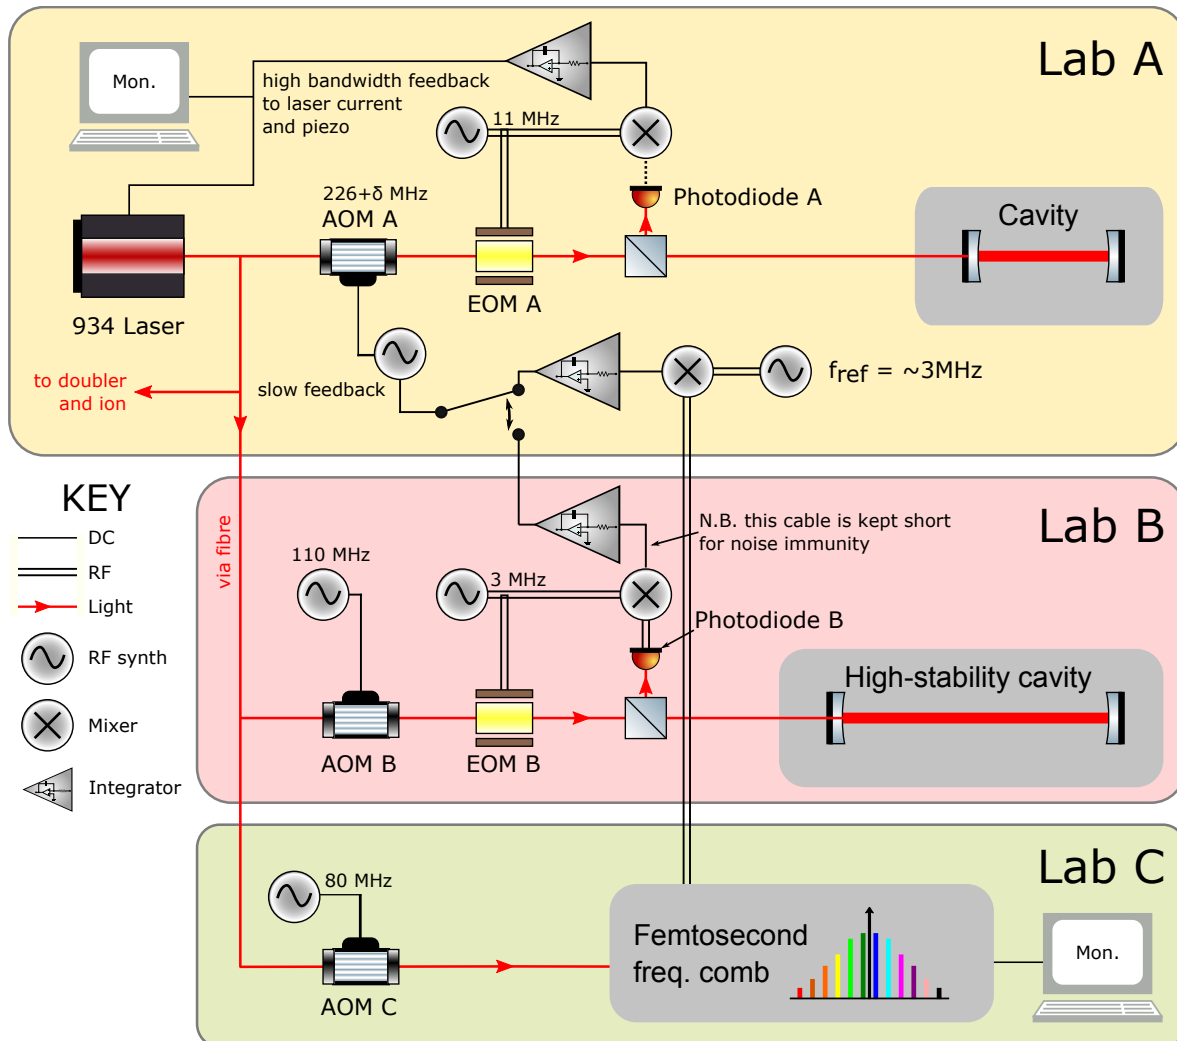 Lab A
Mon.
high bandwidth feedback
to laser current
and piezo
11 MHz
226+δ MHz
AOM A
Photodiode A
Cavity
EOM A
934 Laser
to doubler
and ion
slow feedback
fref = ~3MHz
KEY
DC
RF
Light
RF synth
Mixer
Integrator
via fibre
Lab B
N.B. this cable is kept short
for noise immunity
110 MHz
3 MHz
Photodiode B
High-stability cavity
AOM B
EOM B
Lab C
80 MHz
Femtosecond
freq. comb
Mon.
AOM C